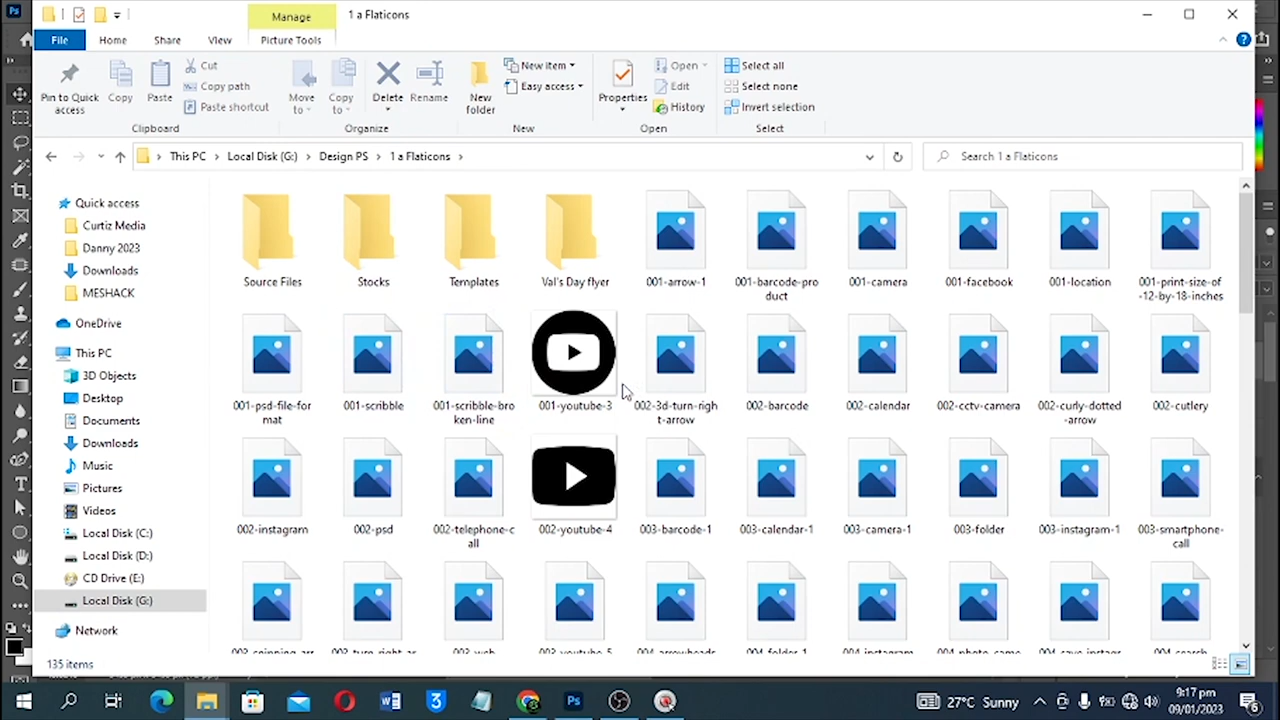 Ps
Manage
1 a Flaticons
File
Home
Share
View
Picture Tools
Pin to Quick access
Copy
Paste
Cut
Copy path
Paste shortcut
Move to
Copy to
Delete
Rename
New folder
New item
Easy access
Properties
Open
Edit
History
Select all
Select none
Invert selection
Clipboard
Organize
New
Open
Select
This PC
Local Disk (G:)
Design PS
1 a Flaticons
Search 1 a Flaticons
Quick access
Curtiz Media
Danny 2023
Downloads
MESHACK
OneDrive
This PC
3D Objects
Desktop
Documents
Downloads
Music
Pictures
Videos
Local Disk (C:)
Local Disk (D:)
CD Drive (E:)
Local Disk (G:)
Network
Source Files
Stocks
Templates
Val's Day flyer
001-arrow-1
001-barcode-product
001-camera
001-facebook
001-location
001-print-size-of-12-by-18-inches
001-psd-file-format
001-scribble
001-scribble-broken-line
001-youtube-3
002-3d-turn-right-arrow
002-barcode
002-calendar
002-cctv-camera
002-curly-dotted-arrow
002-cutlery
002-instagram
002-psd
002-telephone-call
002-youtube-4
003-barcode-1
003-calendar-1
003-camera-1
003-folder
003-instagram-1
003-smartphone-call
135 items
27°C Sunny
9:17 pm
09/01/2023
6